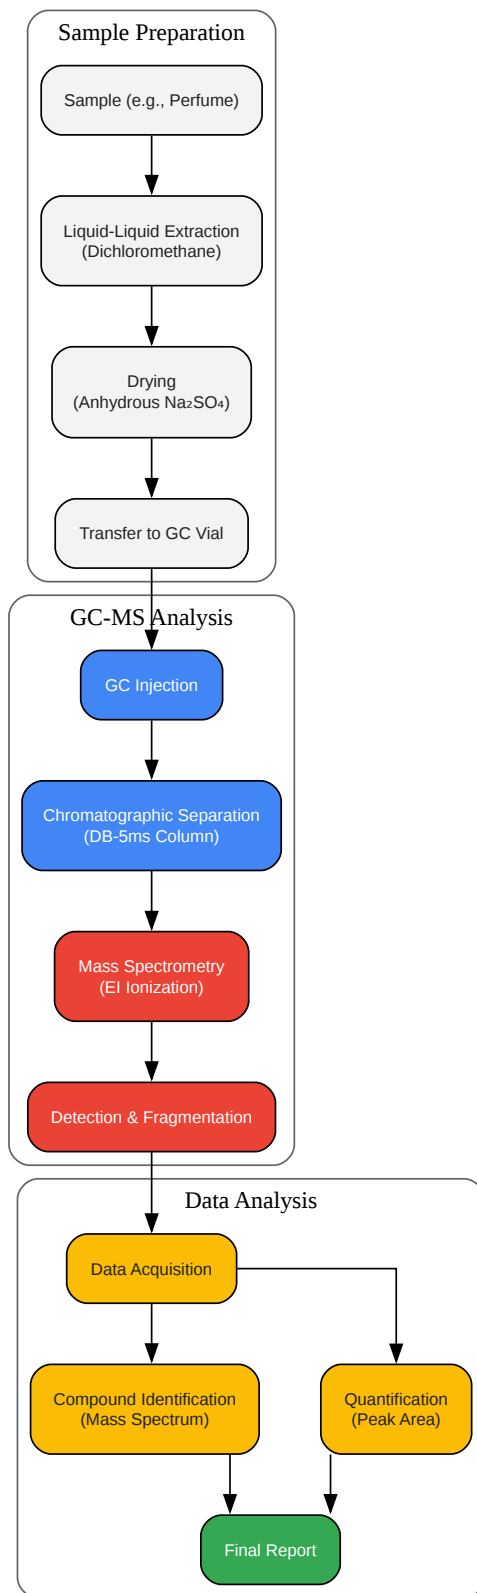 Sample Preparation
Sample (e.g., Perfume)
Liquid-Liquid Extraction
(Dichloromethane)
Drying
(Anhydrous Na₂SO₄)
Transfer to GC Vial
GC-MS Analysis
GC Injection
Chromatographic Separation
(DB-5ms Column)
Mass Spectrometry
(EI Ionization)
Detection & Fragmentation
Data Analysis
Data Acquisition
Compound Identification
(Mass Spectrum)
Quantification
(Peak Area)
Final Report